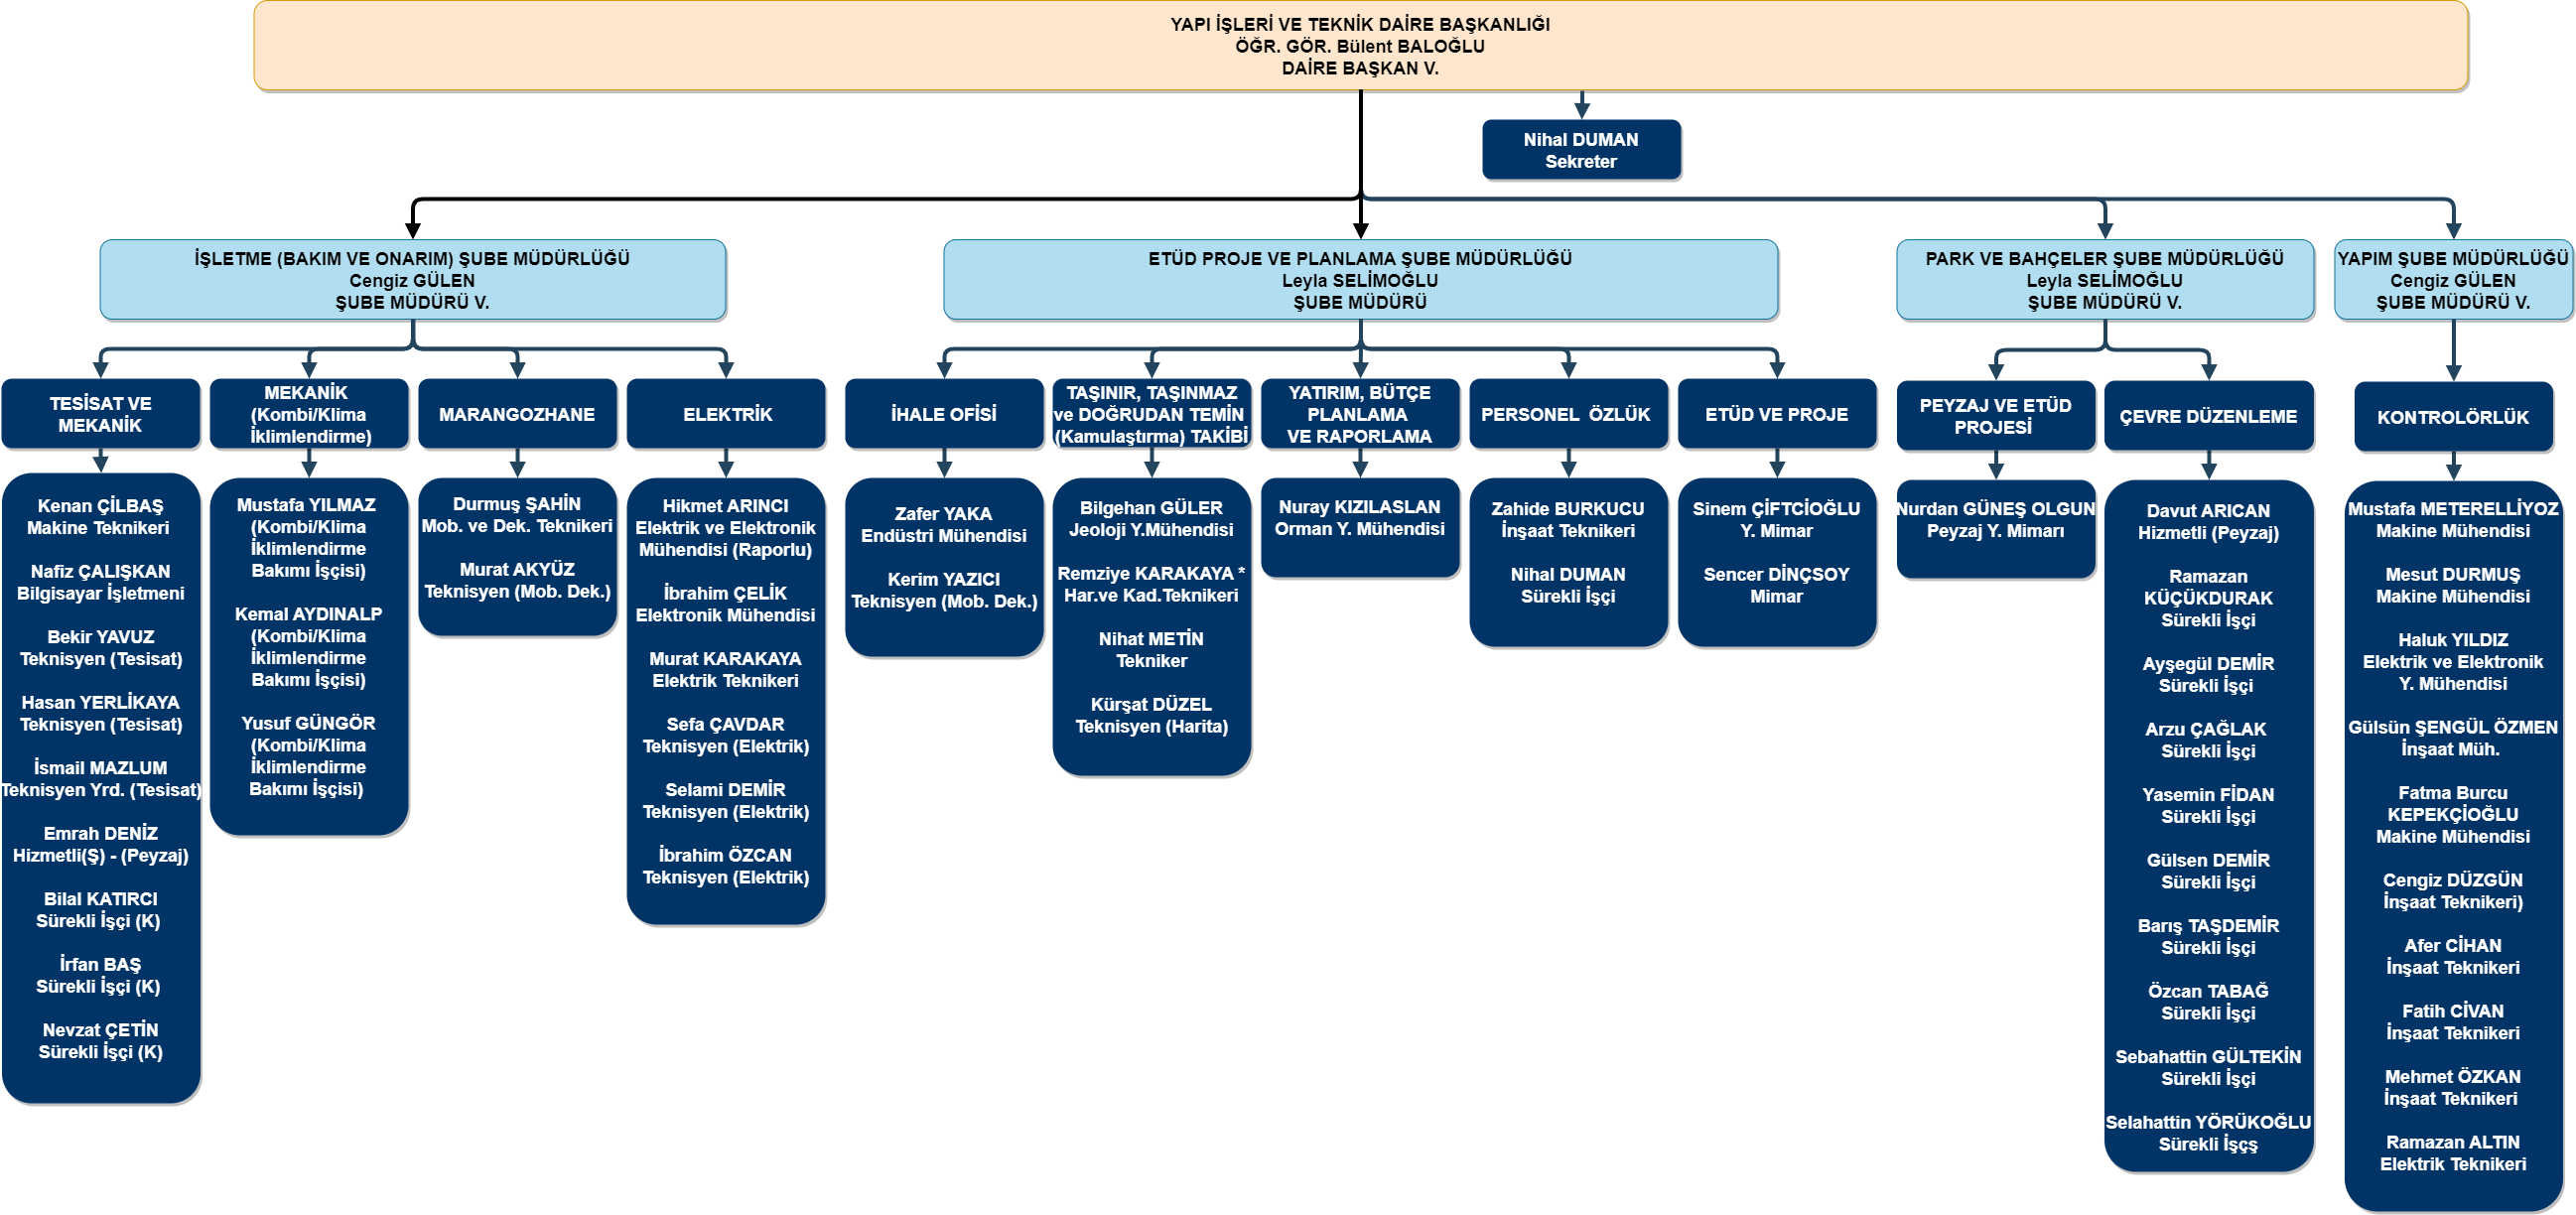 YAPI İŞLERİ VE TEKNİK DAİRE BAŞKANLIĞI
ÖĞR. GÖR. Bülent BALOĞLU
DAİRE BAŞKAN V.
Nihal DUMAN
Sekreter
İŞLETME (BAKIM VE ONARIM) ŞUBE MÜDÜRLÜĞÜ
Cengiz GÜLEN
ŞUBE MÜDÜRÜ V.
ETÜD PROJE VE PLANLAMA ŞUBE MÜDÜRLÜĞÜ
Leyla SELİMOĞLU
ŞUBE MÜDÜRÜ
PARK VE BAHÇELER ŞUBE MÜDÜRLÜĞÜ
Leyla SELİMOĞLU
ŞUBE MÜDÜRÜ V.
YAPIM ŞUBE MÜDÜRLÜĞÜ
Cengiz GÜLEN
ŞUBE MÜDÜRÜ V.
TESİSAT VE
MEKANİK
MEKANİK
(Kombi/Klima
İklimlendirme)
MARANGOZHANE
ELEKTRİK
İHALE OFİSİ
TAŞINIR, TAŞINMAZ
ve DOĞRUDAN TEMİN
(Kamulaştırma) TAKİBİ
YATIRIM, BÜTÇE
PLANLAMA
VE RAPORLAMA
PERSONEL ÖZLÜK
ETÜD VE PROJE
PEYZAJ VE ETÜD
PROJESİ
ÇEVRE DÜZENLEME
KONTROLÖRLÜK
Kenan ÇİLBAŞ
Makine Teknikeri
Nafiz ÇALIŞKAN
Bilgisayar İşletmeni
Bekir YAVUZ
Teknisyen (Tesisat)
Hasan YERLİKAYA
Teknisyen (Tesisat)
İsmail MAZLUM
Teknisyen Yrd. (Tesisat)
Emrah DENİZ
Hizmetli(Ş) - (Peyzaj)
Bilal KATIRCI
Sürekli İşçi (K)
İrfan BAŞ
Sürekli İşçi (K)
Nevzat ÇETİN
Sürekli İşçi (K)
Mustafa YILMAZ
(Kombi/Klima
İklimlendirme
Bakımı İşçisi)
Kemal AYDINALP
(Kombi/Klima
İklimlendirme
Bakımı İşçisi)
Yusuf GÜNGÖR
(Kombi/Klima
İklimlendirme
Bakımı İşçisi)
Durmuş ŞAHİN
Mob. ve Dek. Teknikeri
Murat AKYÜZ
Teknisyen (Mob. Dek.)
Hikmet ARINCI
Elektrik ve Elektronik
Mühendisi (Raporlu)
İbrahim ÇELİK
Elektronik Mühendisi
Murat KARAKAYA
Elektrik Teknikeri
Sefa ÇAVDAR
Teknisyen (Elektrik)
Selami DEMİR
Teknisyen (Elektrik)
İbrahim ÖZCAN
Teknisyen (Elektrik)
Zafer YAKA
Endüstri Mühendisi
Kerim YAZICI
Teknisyen (Mob. Dek.)
Bilgehan GÜLER
Jeoloji Y.Mühendisi
Remziye KARAKAYA *
Har.ve Kad.Teknikeri
Nihat METİN
Tekniker
Kürşat DÜZEL
Teknisyen (Harita)
Nuray KIZILASLAN
Orman Y. Mühendisi
Zahide BURKUCU
İnşaat Teknikeri
Nihal DUMAN
Sürekli İşçi
Sinem ÇİFTCİOĞLU
Y. Mimar
Sencer DİNÇSOY
Mimar
Nurdan GÜNEŞ OLGUN
Peyzaj Y. Mimarı
Davut ARICAN
Hizmetli (Peyzaj)
Ramazan
KÜÇÜKDURAK
Sürekli İşçi
Ayşegül DEMİR
Sürekli İşçi
Arzu ÇAĞLAK
Sürekli İşçi
Yasemin FİDAN
Sürekli İşçi
Gülsen DEMİR
Sürekli İşçi
Barış TAŞDEMİR
Sürekli İşçi
Özcan TABAĞ
Sürekli İşçi
Sebahattin GÜLTEKİN
Sürekli İşçi
Selahattin YÖRÜKOĞLU
Sürekli İşçş
Mustafa METERELLİYOZ
Makine Mühendisi
Mesut DURMUŞ
Makine Mühendisi
Haluk YILDIZ
Elektrik ve Elektronik
Y. Mühendisi
Gülsün ŞENGÜL ÖZMEN
İnşaat Müh.
Fatma Burcu
KEPEKÇİOĞLU
Makine Mühendisi
Cengiz DÜZGÜN
İnşaat Teknikeri)
Afer CİHAN
İnşaat Teknikeri
Fatih CİVAN
İnşaat Teknikeri
Mehmet ÖZKAN
İnşaat Teknikeri
Ramazan ALTIN
Elektrik Teknikeri